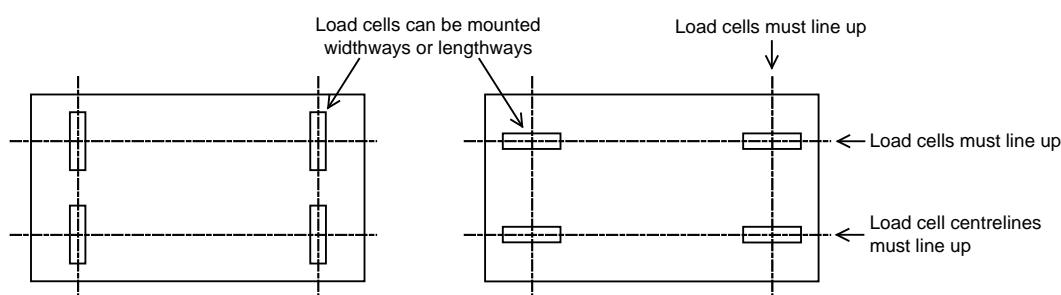 Load cells can be mounted
widthways or lengthways
Load cells must line up
Load cells must line up
Load cell centrelines
must line up